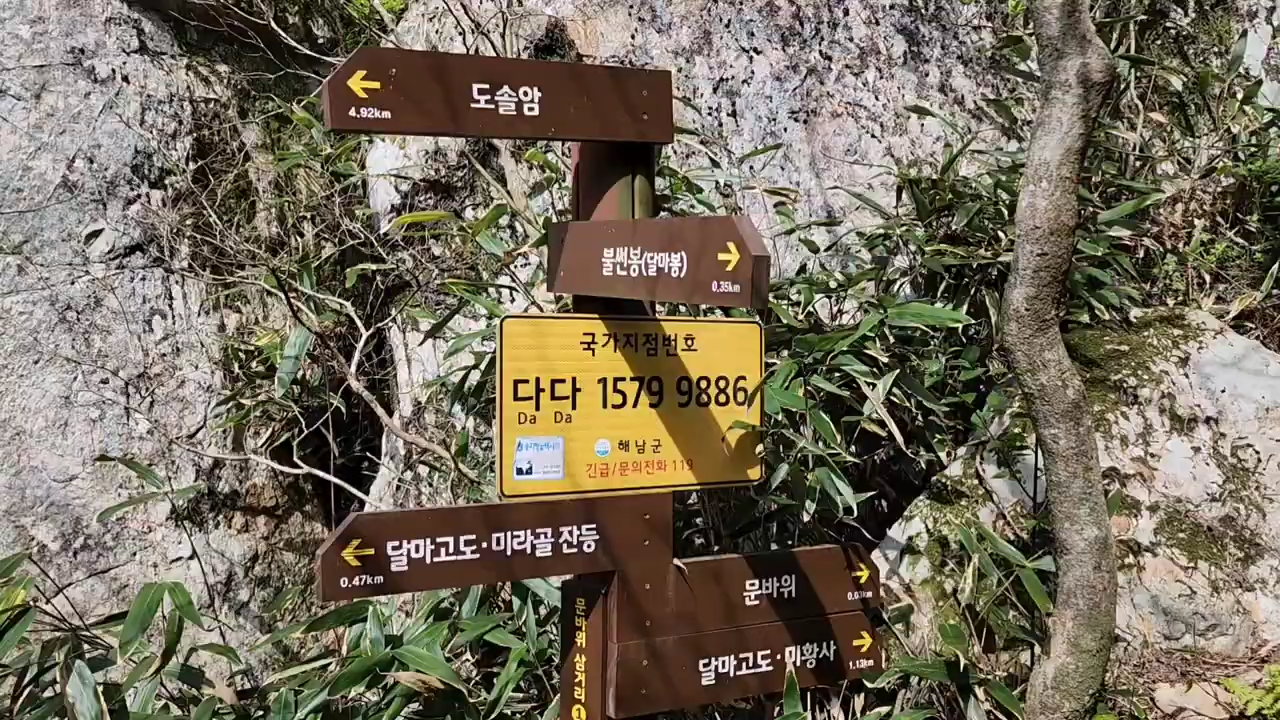 도솔암
4.92km
불썬봉(달마봉)
0.35km
국가지점번호
다다 1579 9886
Da Da
해남군
긴급/문의전화 119
달마고도·미라골 잔등
0.47km
문바위
0.03km
달마고도·미황사
1.13km
문바위 삼거리 1